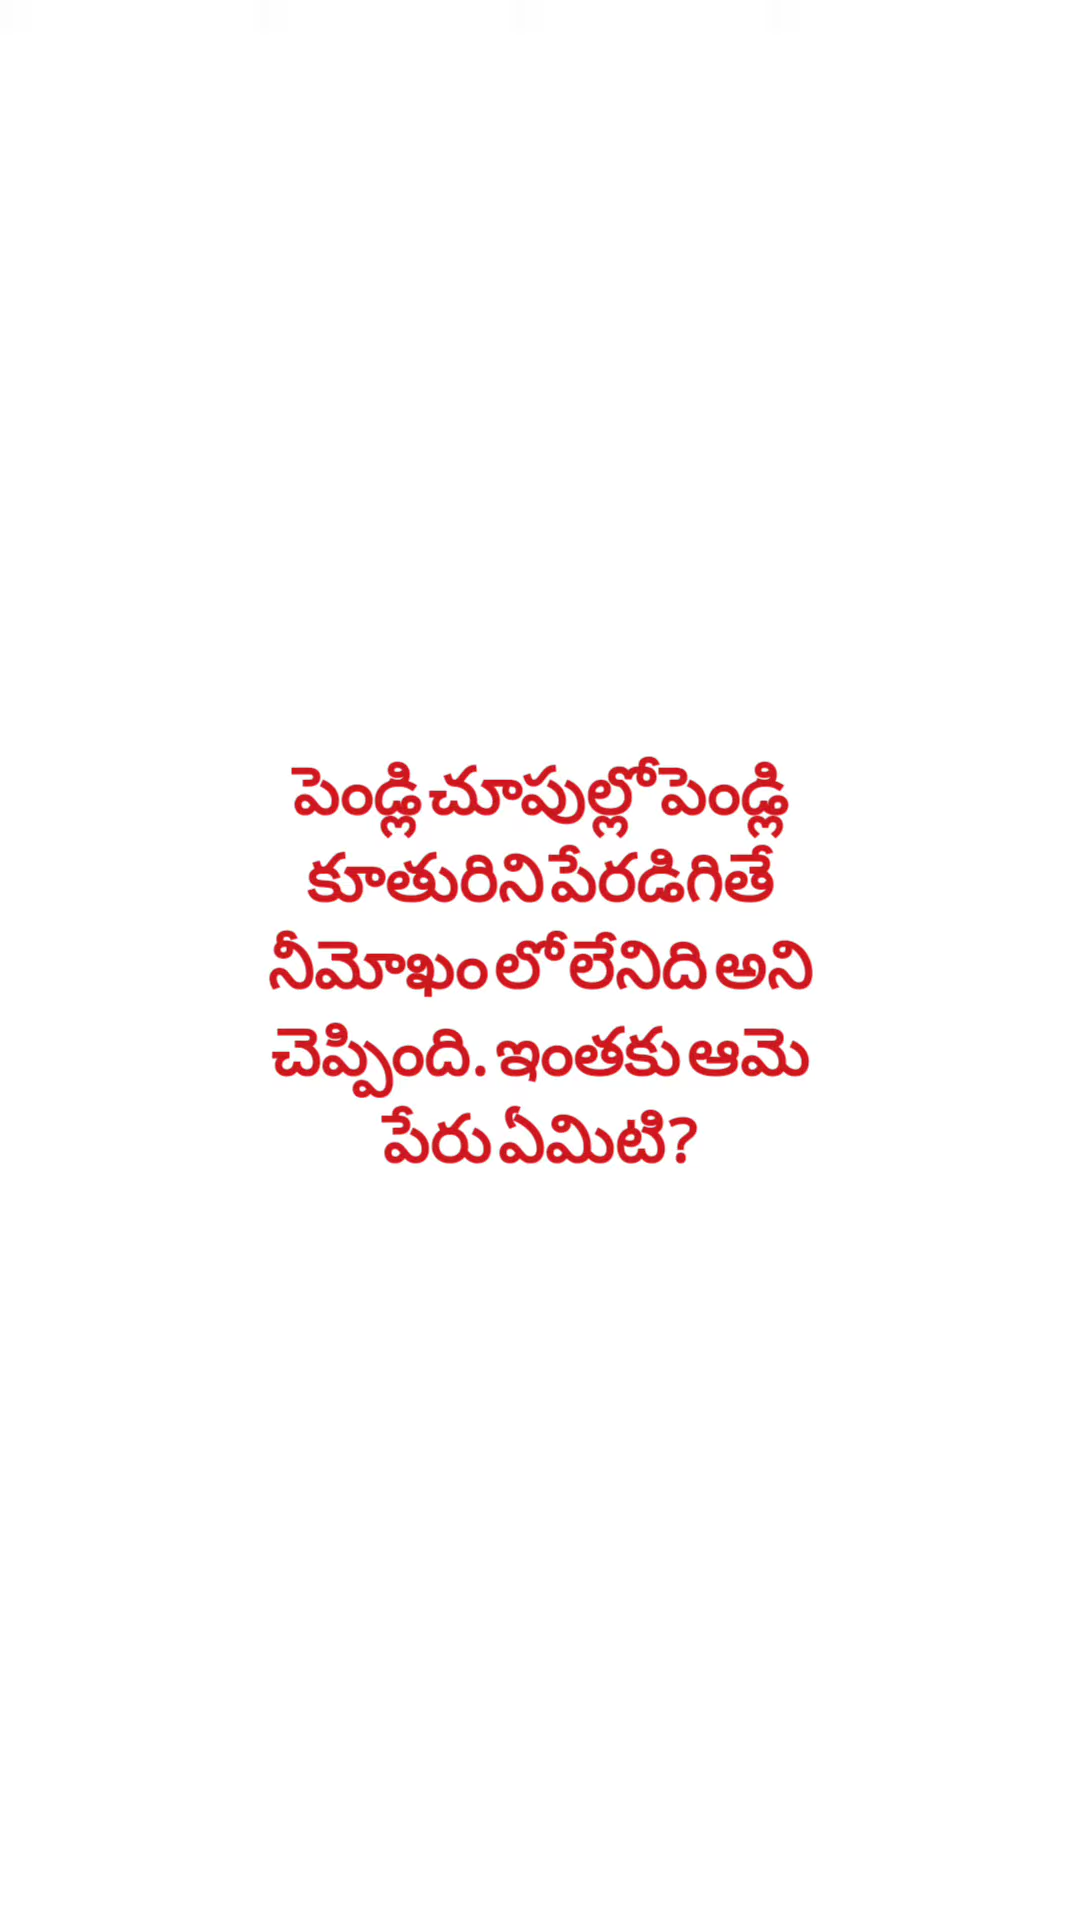 పెండ్లి చూపుల్లో పెండ్లి
కూతురిని పేరడిగితే
నీమోఖం లో లేనిది అని
చెప్పింది. ఇంతకు ఆమె
పేరు ఏమిటి?